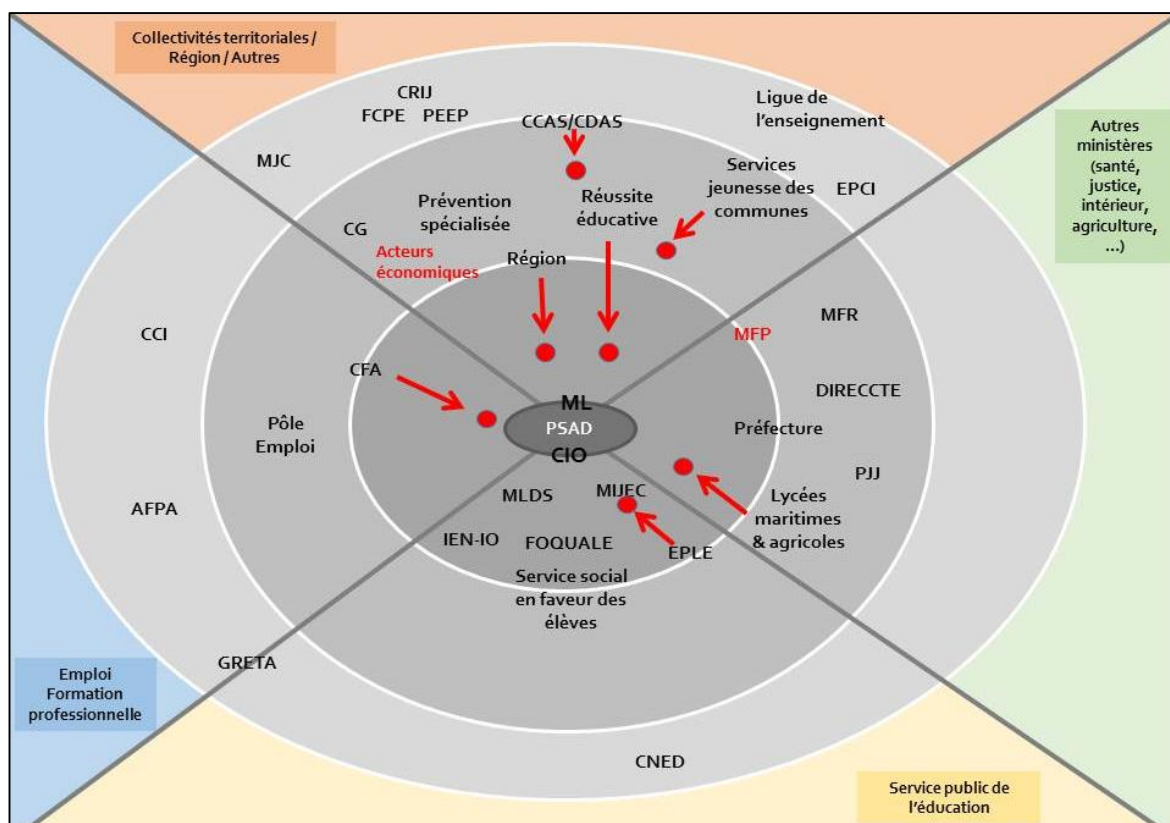 Collectivités territoriales /
Région / Autres
CRIJ
FCPE PEEP
CCAS/CDAS
Ligue de
l'enseignement
MJC
Autres
ministères
(santé,
justice,
intérieur,
agriculture,
...)
Prévention
spécialisée
Réussite
éducative
Services
jeunesse des
communes
EPCI
CG
Acteurs
économiques
Région
CCI
CFA
MFP
MFR
DIRECCTE
ML
PSAD
CIO
Pôle
Emploi
Préfecture
PJJ
AFPA
MLDS
MIJEC
Lycées
maritimes
& agricoles
IEN-IO
FOQUALE
EPLE
Service social
en faveur des
élèves
GRETA
Emploi
Formation
professionnelle
CNED
Service public de
l'éducation